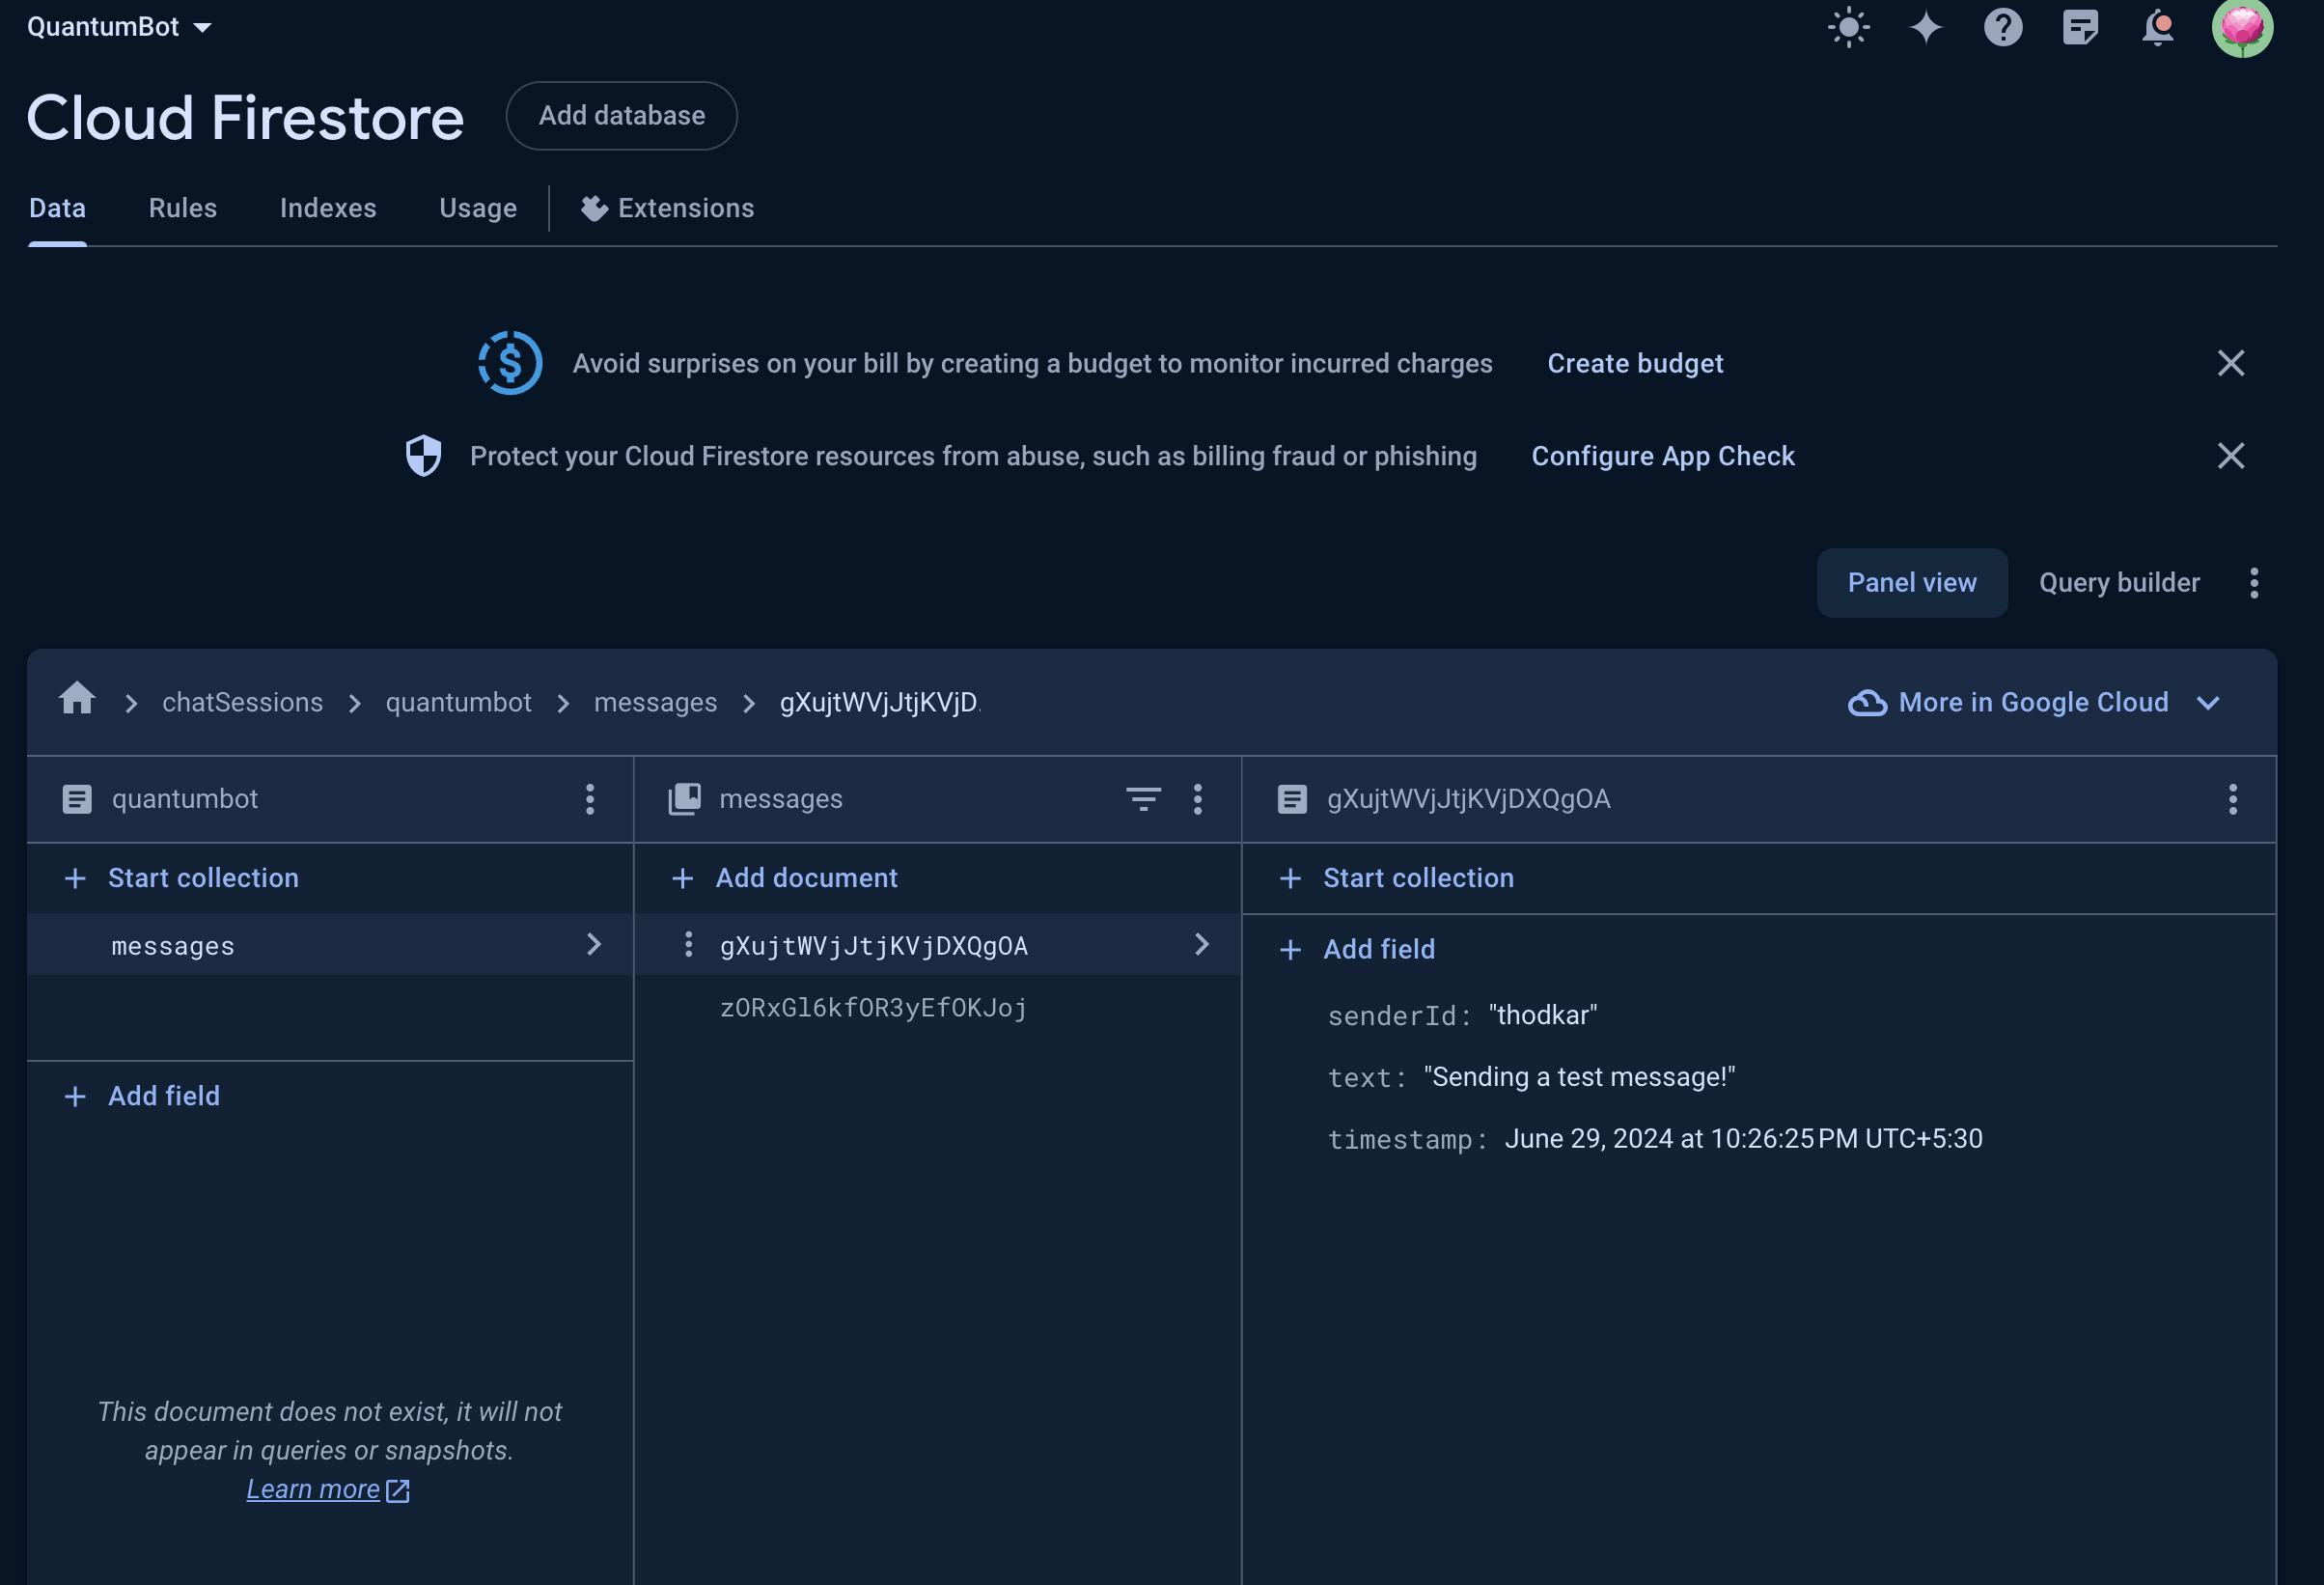 QuantumBot
Cloud Firestore
Add database
Data
Rules
Indexes
Usage
Extensions
Avoid surprises on your bill by creating a budget to monitor incurred charges
Create budget
Protect your Cloud Firestore resources from abuse, such as billing fraud or phishing
Configure App Check
Panel view
Query builder
chatSessions > quantumbot > messages > gXujtWVjJtjKVjD.
More in Google Cloud
quantumbot
Start collection
messages
Add field
This document does not exist, it will not
appear in queries or snapshots.
Learn more
messages
Add document
gXujtWVjJtjKVjDXQgOA
zORxGl6kfOR3yEfOKJoj
gXujtWVjJtjKVjDXQgOA
Start collection
Add field
senderId: "thodkar"
text: "Sending a test message!"
timestamp: June 29, 2024 at 10:26:25 PM UTC+5:30